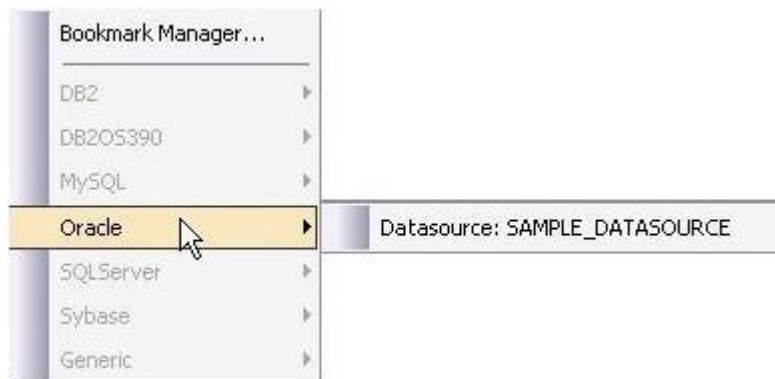 Bookmark Manager...
DB2
DB2OS390
MySQL
Oracle
Datasource: SAMPLE_DATASOURCE
SQLServer
Sybase
Generic